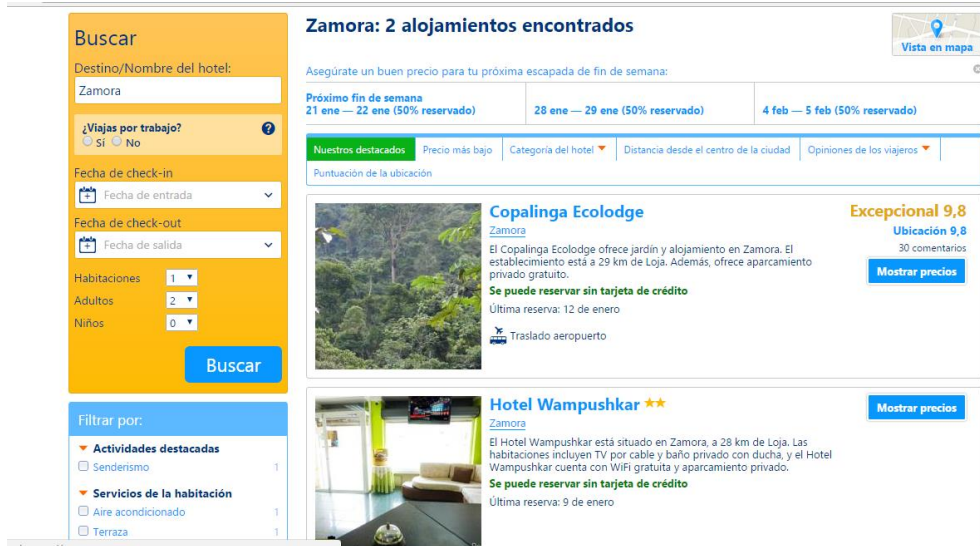 Buscar
Destino/Nombre del hotel:
Zamora
¿Viajas por trabajo?
Sí No
Fecha de check-in
Fecha de entrada
Fecha de check-out
Fecha de salida
Habitaciones 1
Adultos 2
Niños 0
Buscar
Filtrar por:
Actividades destacadas
Senderismo 1
Servicios de la habitación
Aire acondicionado 1
Terraza 1
Zamora: 2 alojamientos encontrados
Vista en mapa
Asegúrate un buen precio para tu próxima escapada de fin de semana:
Próximo fin de semana
21 ene — 22 ene (50% reservado) 28 ene — 29 ene (50% reservado) 4 feb — 5 feb (50% reservado)
Nuestros destacados Precio más bajo Categoría del hotel Distancia desde el centro de la ciudad Opiniones de los viajeros
Puntuación de la ubicación
Copalinga Ecolodge
Zamora
El Copalinga Ecolodge ofrece jardín y alojamiento en Zamora. El
establecimiento está a 29 km de Loja. Además, ofrece aparcamiento
privado gratuito.
Se puede reservar sin tarjeta de crédito
Última reserva: 12 de enero
Traslado aeropuerto
Excepcional 9,8
Ubicación 9,8
30 comentarios
Mostrar precios
Hotel Wampushkar
Zamora
El Hotel Wampushkar está situado en Zamora, a 28 km de Loja. Las
habitaciones incluyen TV por cable y baño privado con ducha, y el Hotel
Wampushkar cuenta con WiFi gratuita y aparcamiento privado.
Se puede reservar sin tarjeta de crédito
Última reserva: 9 de enero
Mostrar precios